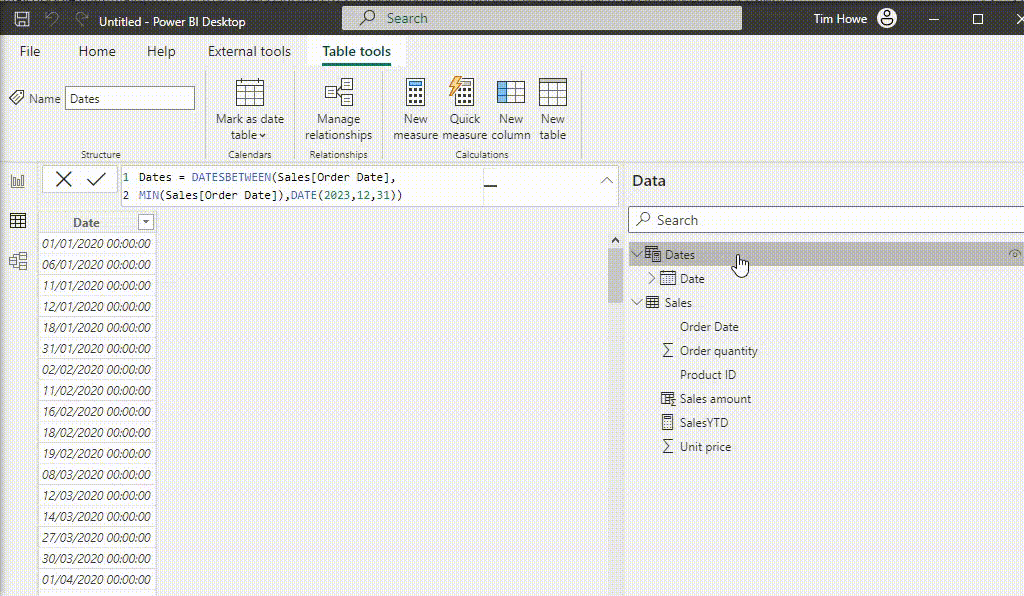 Untitled - Power BI Desktop
Search
Tim Howe
File
Home
Help
External tools
Table tools
Name
Dates
Mark as date
table
Manage
relationships
New
measure
Quick
measure
New
column
New
table
Structure
Calendars
Relationships
Calculations
1 Dates = DATESBETWEEN(Sales[Order Date],
2 MIN(Sales[Order Date]),DATE(2023,12,31))
Date
01/01/2020 00:00:00
06/01/2020 00:00:00
11/01/2020 00:00:00
12/01/2020 00:00:00
18/01/2020 00:00:00
31/01/2020 00:00:00
02/02/2020 00:00:00
11/02/2020 00:00:00
16/02/2020 00:00:00
18/02/2020 00:00:00
19/02/2020 00:00:00
08/03/2020 00:00:00
12/03/2020 00:00:00
14/03/2020 00:00:00
27/03/2020 00:00:00
30/03/2020 00:00:00
01/04/2020 00:00:00
Data
Search
Dates
Date
Sales
Order Date
Order quantity
Product ID
Sales amount
SalesYTD
Unit price